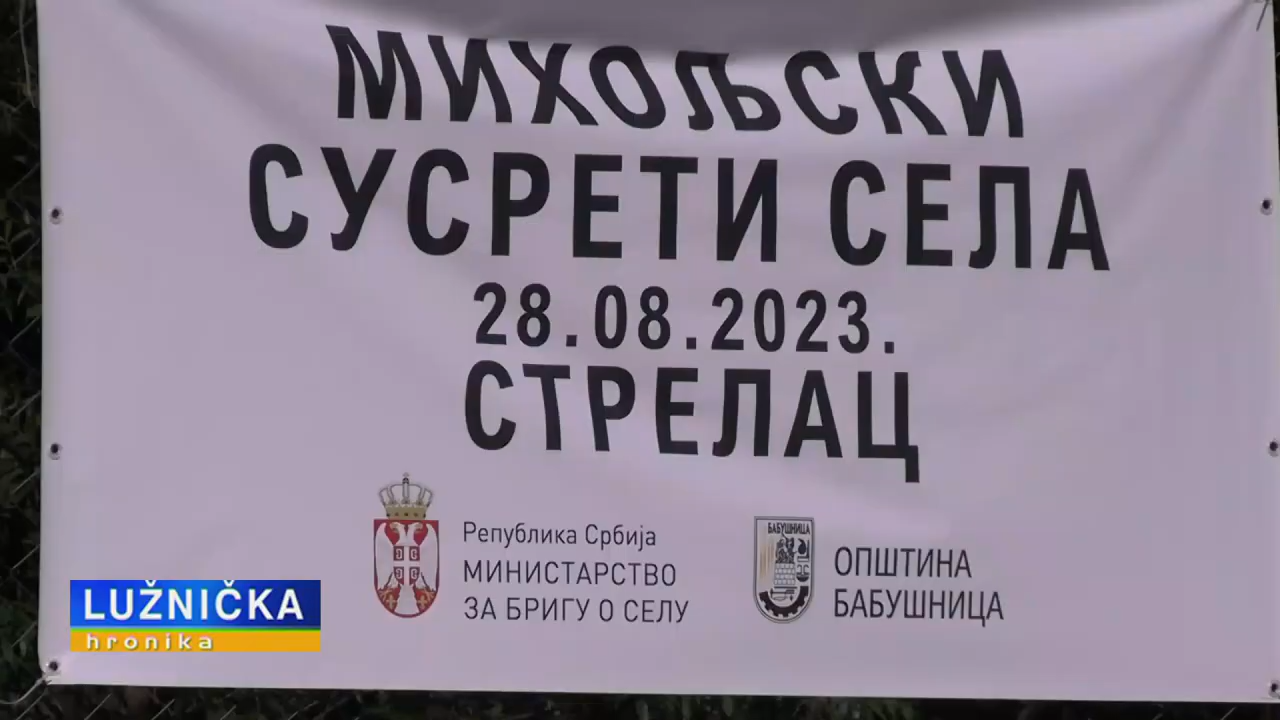 МИХОЉСКИ
СУСРЕТИ СЕЛА
28.08.2023.
СТРЕЛАЦ
Република Србија
МИНИСТАРСТВО
ЗА БРИГУ О СЕЛУ
БАБУШНИЦА
ОПШТИНА
БАБУШНИЦА
LUŽNIČKA
hronika